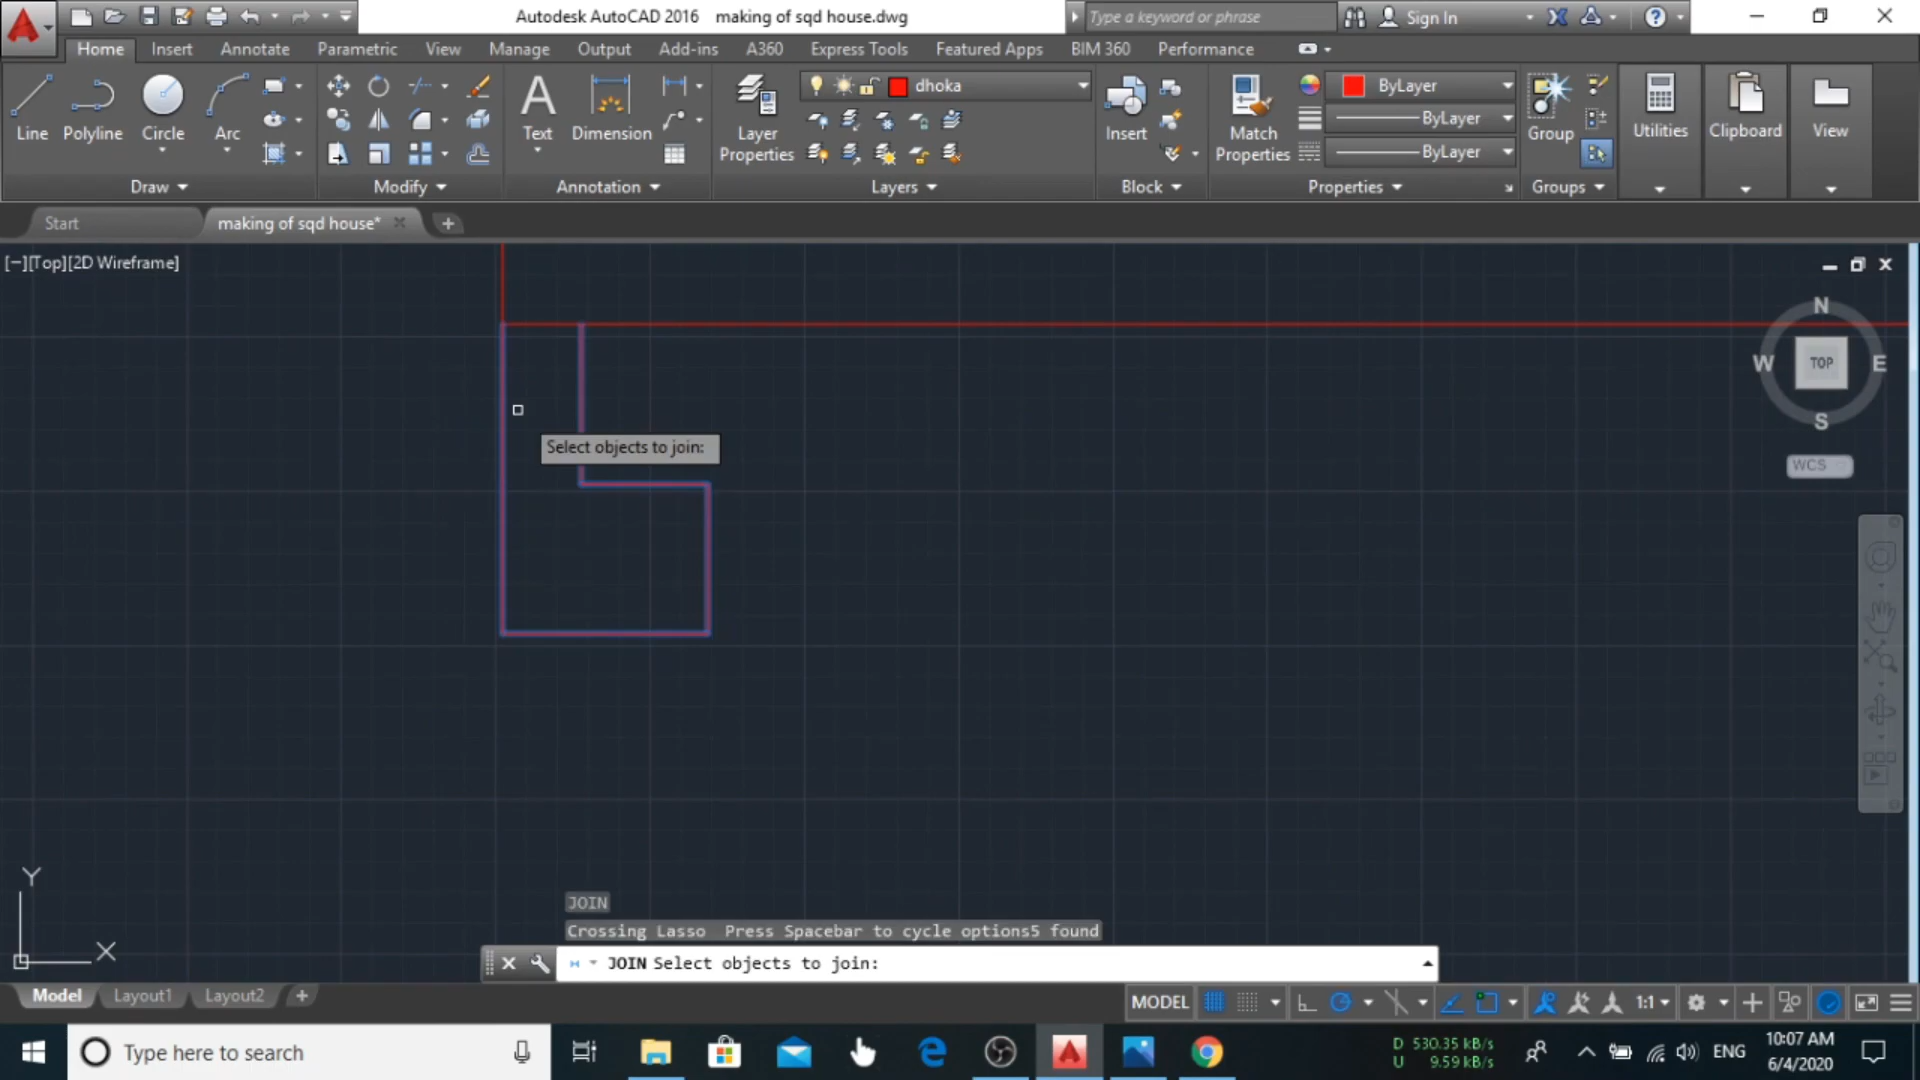 Autodesk AutoCAD 2016 making of sqd house.dwg
Type a keyword or phrase
Sign In
Home Insert Annotate Parametric View Manage Output Add-ins A360 Express Tools Featured Apps BIM 360 Performance
Line Polyline Circle Arc
Text Dimension
Layer Properties
dhoka
Insert
Match Properties
ByLayer
ByLayer
ByLayer
Group
Utilities Clipboard View
Draw Modify Annotation Layers Block Properties Groups
Start making of sqd house*
[−][Top][2D Wireframe]
N
W TOP E
S
WCS
Select objects to join:
Y
X
JOIN
Crossing Lasso Press Spacebar to cycle options5 found
JOIN Select objects to join:
Model Layout1 Layout2
MODEL 1:1
Type here to search
D 530.35 kB/s
U 9.59 kB/s
ENG
10:07 AM
6/4/2020